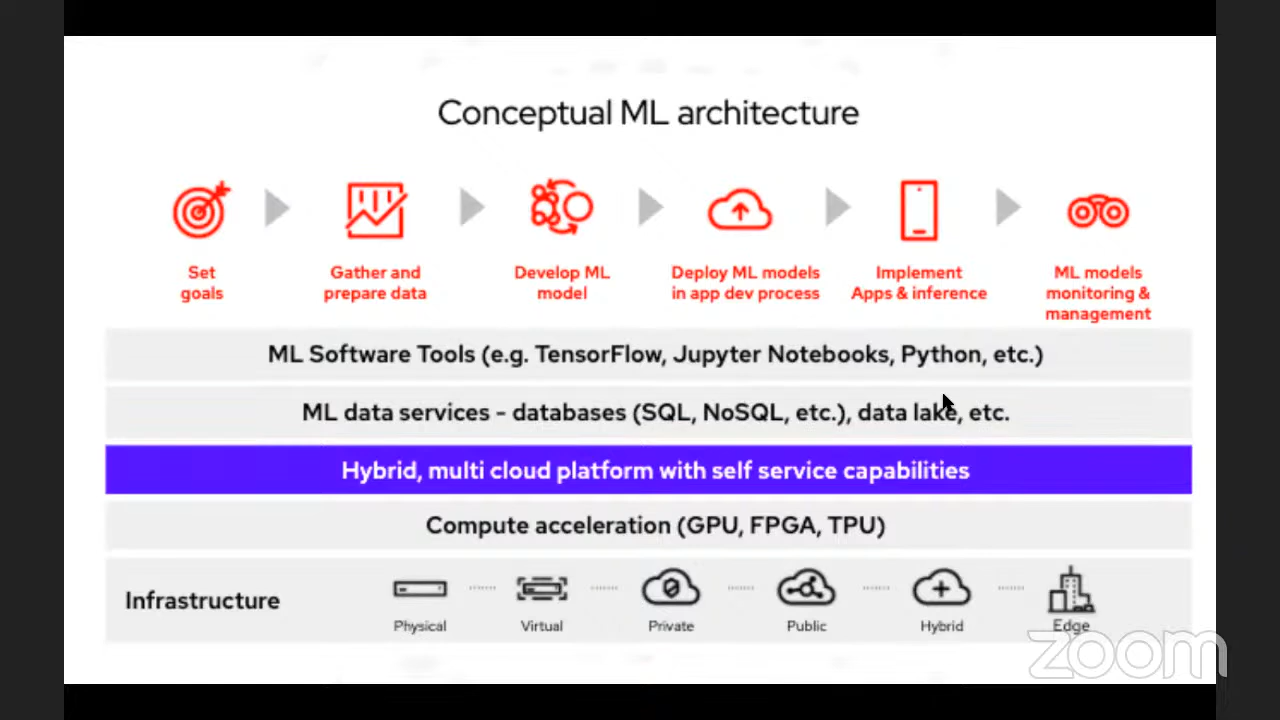 Conceptual ML architecture
Set
goals
Gather and
prepare data
Develop ML
model
Deploy ML models
in app dev process
Implement
Apps & inference
ML models
monitoring &
management
ML Software Tools (e.g. TensorFlow, Jupyter Notebooks, Python, etc.)
ML data services - databases (SQL, NoSQL, etc.), data lake, etc.
Hybrid, multi cloud platform with self service capabilities
Compute acceleration (GPU, FPGA, TPU)
Infrastructure
Physical
Virtual
Private
Public
Hybrid
Edge
zoom